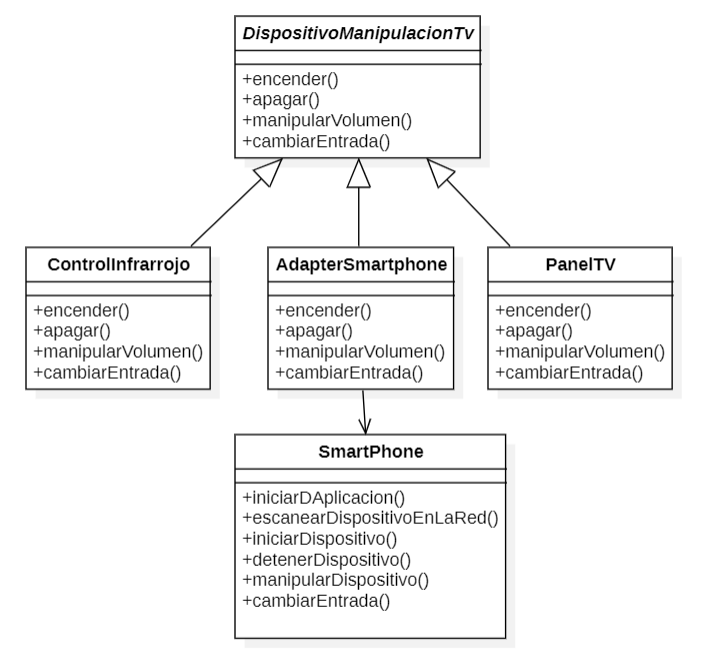 DispositivoManipulacionTv
+encender()
+apagar()
+manipularVolumen()
+cambiarEntrada()
ControlInfrarrojo
+encender()
+apagar()
+manipularVolumen()
+cambiarEntrada()
AdapterSmartphone
+encender()
+apagar()
+manipularVolumen()
+cambiarEntrada()
PanelTV
+encender()
+apagar()
+manipularVolumen()
+cambiarEntrada()
SmartPhone
+iniciarDAplicacion()
+escanearDispositivoEnLaRed()
+iniciarDispositivo()
+detenerDispositivo()
+manipularDispositivo()
+cambiarEntrada()